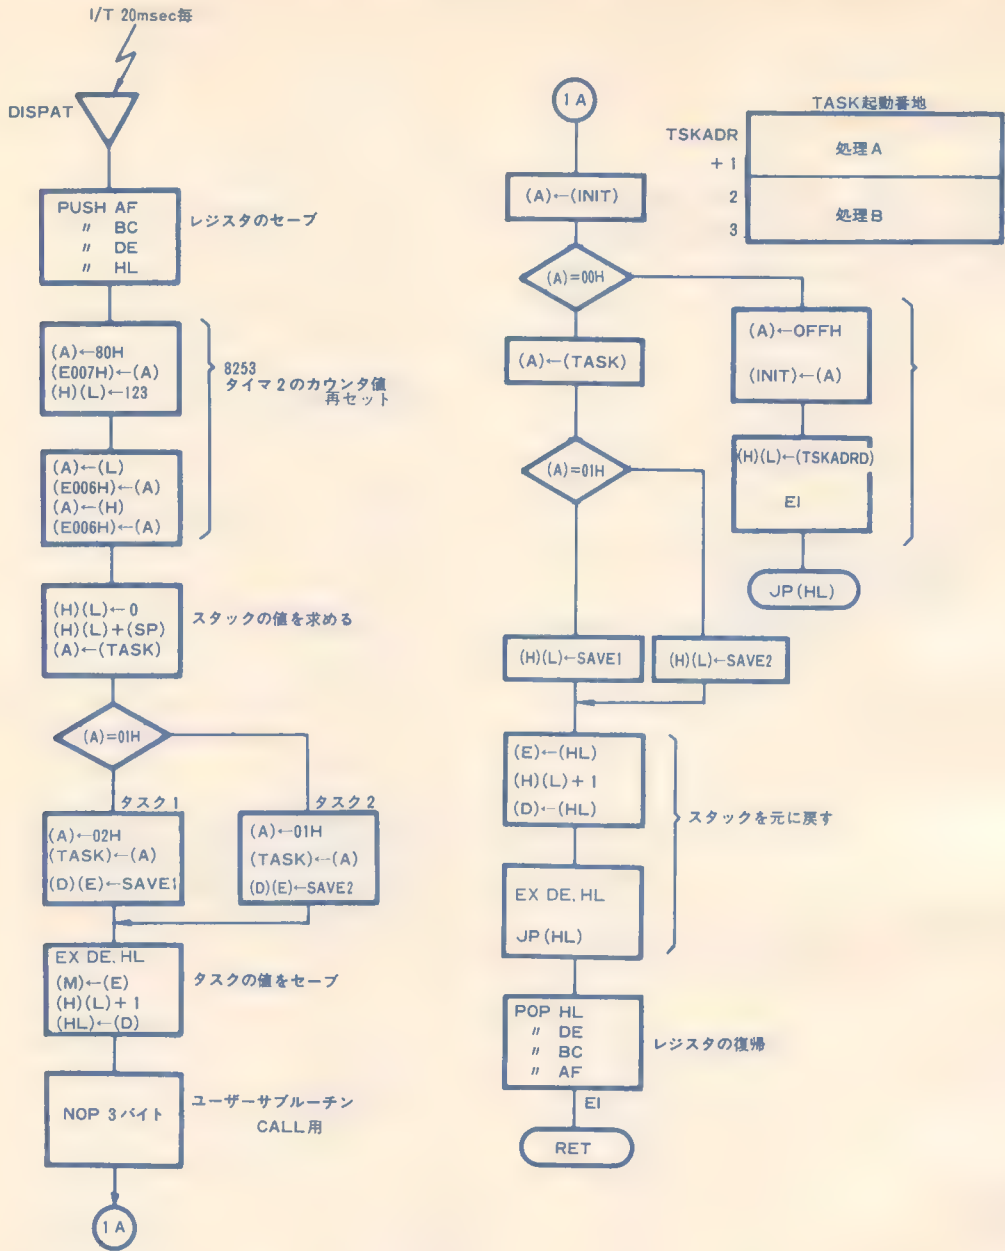 I/T 20msec毎
DISPAT
PUSH AF
〃 BC
〃 DE
〃 HL
レジスタのセーブ
(A)←80H
(E007H)←(A)
(H)(L)←123
(A)←(L)
(E006H)←(A)
(A)←(H)
(E006H)←(A)
8253
タイマ2のカウンタ値
再セット
(H)(L)←0
(H)(L)+(SP)
(A)←(TASK)
スタックの値を求める
(A)=01H
タスク1
(A)←02H
(TASK)←(A)
(D)(E)←SAVE1
タスク2
(A)←01H
(TASK)←(A)
(D)(E)←SAVE2
EX DE,HL
(M)←(E)
(H)(L)+1
(HL)←(D)
タスクの値をセーブ
NOP 3バイト
ユーザーサブルーチン
CALL用
1A
1A
(A)←(INIT)
(A)=00H
(A)←(TASK)
(A)=01H
(H)(L)←SAVE1
(H)(L)←SAVE2
TASK起動番地
TSKADR
+1
処理A
2
3
処理B
(A)←OFFH
(INIT)←(A)
(H)(L)←(TSKADRD)
EI
JP(HL)
(E)←(HL)
(H)(L)+1
(D)←(HL)
EX DE,HL
JP(HL)
スタックを元に戻す
POP HL
〃 DE
〃 BC
〃 AF
レジスタの復帰
EI
RET